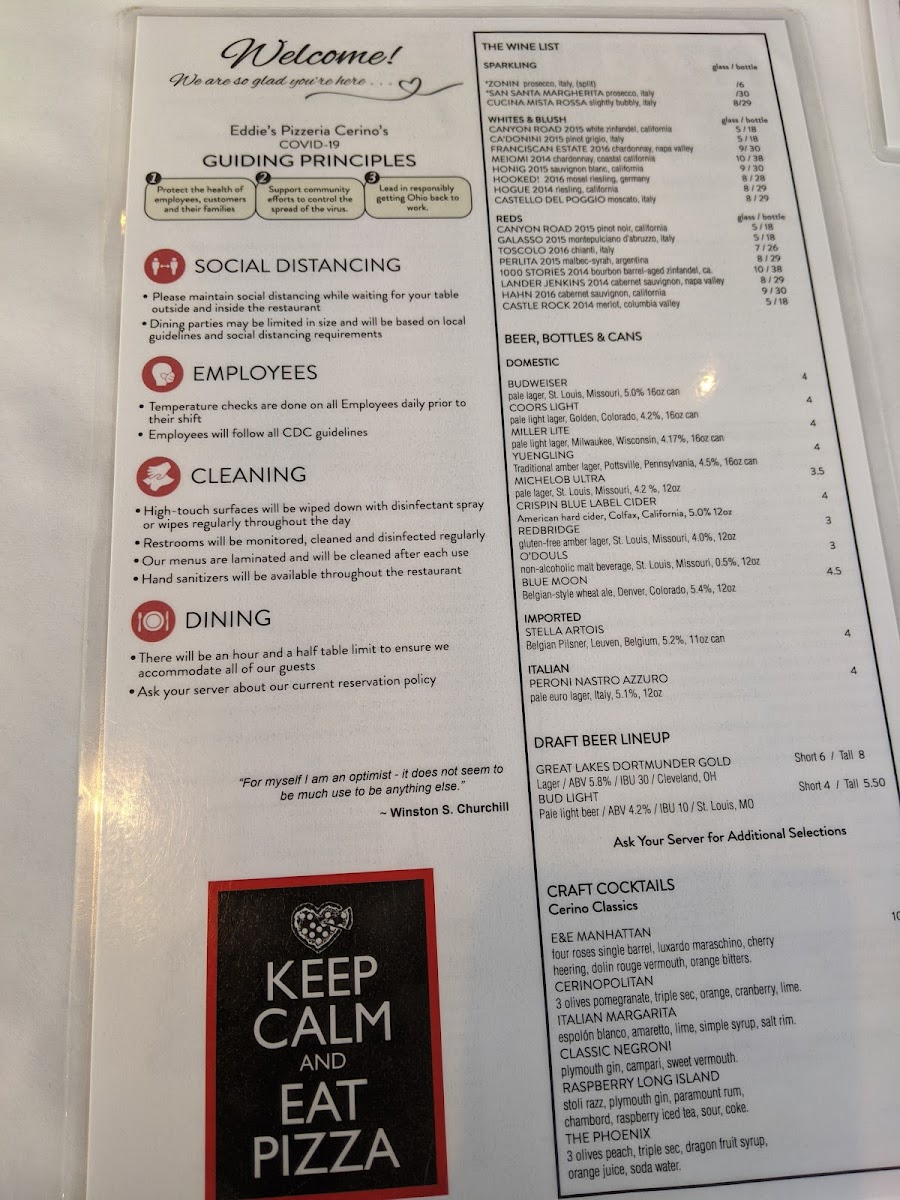 Welcome!
We are so glad you're here . . .
Eddie's Pizzeria Cerino's
COVID-19
GUIDING PRINCIPLES
1
Protect the health of
employees, customers
and their families
2
Support community
efforts to control the
spread of the virus.
3
Lead in responsibly
getting Ohio back to
work.
SOCIAL DISTANCING
• Please maintain social distancing while waiting for your table
outside and inside the restaurant
• Dining parties may be limited in size and will be based on local
guidelines and social distancing requirements
EMPLOYEES
• Temperature checks are done on all Employees daily prior to
their shift
• Employees will follow all CDC guidelines
CLEANING
• High-touch surfaces will be wiped down with disinfectant spray
or wipes regularly throughout the day
• Restrooms will be monitored, cleaned and disinfected regularly
• Our menus are laminated and will be cleaned after each use
• Hand sanitizers will be available throughout the restaurant
DINING
• There will be an hour and a half table limit to ensure we
accommodate all of our guests
• Ask your server about our current reservation policy
"For myself I am an optimist - it does not seem to
be much use to be anything else."
~ Winston S. Churchill
KEEP
CALM
AND
EAT
PIZZA
THE WINE LIST
SPARKLING glass / bottle
*ZONIN prosecco, italy, (split) /6
*SAN SANTA MARGHERITA prosecco, italy /30
CUCINA MISTA ROSSA slightly bubbly, italy 8/29
WHITES & BLUSH glass / bottle
CANYON ROAD 2015 white zinfandel, california 5 / 18
CA'DONINI 2015 pinot grigio, italy 5 / 18
FRANCISCAN ESTATE 2016 chardonnay, napa valley 9/ 30
MEIOMI 2014 chardonnay, coastal california 10 / 38
HONIG 2015 sauvignon blanc, california 9 / 30
HOOKED! 2016 mosel riesling, germany 8 / 28
HOGUE 2014 riesling, california 8 / 29
CASTELLO DEL POGGIO moscato, italy 8 / 29
REDS glass / bottle
CANYON ROAD 2015 pinot noir, california 5 / 18
GALASSO 2015 montepulciano d'abruzzo, italy 5 / 18
TOSCOLO 2016 chianti, italy 7 / 26
PERLITA 2015 malbec-syrah, argentina 8 / 29
1000 STORIES 2014 bourbon barrel-aged zinfandel, ca. 10 / 38
LANDER JENKINS 2014 cabernet sauvignon, napa valley 8 / 29
HAHN 2016 cabernet sauvignon, california 9 / 30
CASTLE ROCK 2014 merlot, columbia valley 5 / 18
BEER, BOTTLES & CANS
DOMESTIC
BUDWEISER 4
pale lager, St. Louis, Missouri, 5.0% 16oz can
COORS LIGHT 4
pale light lager, Golden, Colorado, 4.2%, 16oz can
MILLER LITE 4
pale light lager, Milwaukee, Wisconsin, 4.17%, 16oz can
YUENGLING 4
Traditional amber lager, Pottsville, Pennsylvania, 4.5%, 16oz can
MICHELOB ULTRA 3.5
pale lager, St. Louis, Missouri, 4.2 %, 12oz
CRISPIN BLUE LABEL CIDER 4
American hard cider, Colfax, California, 5.0% 12oz
REDBRIDGE 3
gluten-free amber lager, St. Louis, Missouri, 4.0%, 12oz
O'DOULS 3
non-alcoholic malt beverage, St. Louis, Missouri, 0.5%, 12oz
BLUE MOON 4.5
Belgian-style wheat ale, Denver, Colorado, 5.4%, 12oz
IMPORTED
STELLA ARTOIS 4
Belgian Pilsner, Leuven, Belgium, 5.2%, 11oz can
ITALIAN
PERONI NASTRO AZZURO 4
pale euro lager, Italy, 5.1%, 12oz
DRAFT BEER LINEUP
GREAT LAKES DORTMUNDER GOLD Short 6 / Tall 8
Lager / ABV 5.8% / IBU 30 / Cleveland, OH
BUD LIGHT Short 4 / Tall 5.50
Pale light beer / ABV 4.2% / IBU 10 / St. Louis, MO
Ask Your Server for Additional Selections
CRAFT COCKTAILS
Cerino Classics 10
E&E MANHATTAN
four roses single barrel, luxardo maraschino, cherry
heering, dolin rouge vermouth, orange bitters.
CERINOPOLITAN
3 olives pomegranate, triple sec, orange, cranberry, lime.
ITALIAN MARGARITA
espolón blanco, amaretto, lime, simple syrup, salt rim.
CLASSIC NEGRONI
plymouth gin, campari, sweet vermouth.
RASPBERRY LONG ISLAND
stoli razz, plymouth gin, paramount rum,
chambord, raspberry iced tea, sour, coke.
THE PHOENIX
3 olives peach, triple sec, dragon fruit syrup,
orange juice, soda water.